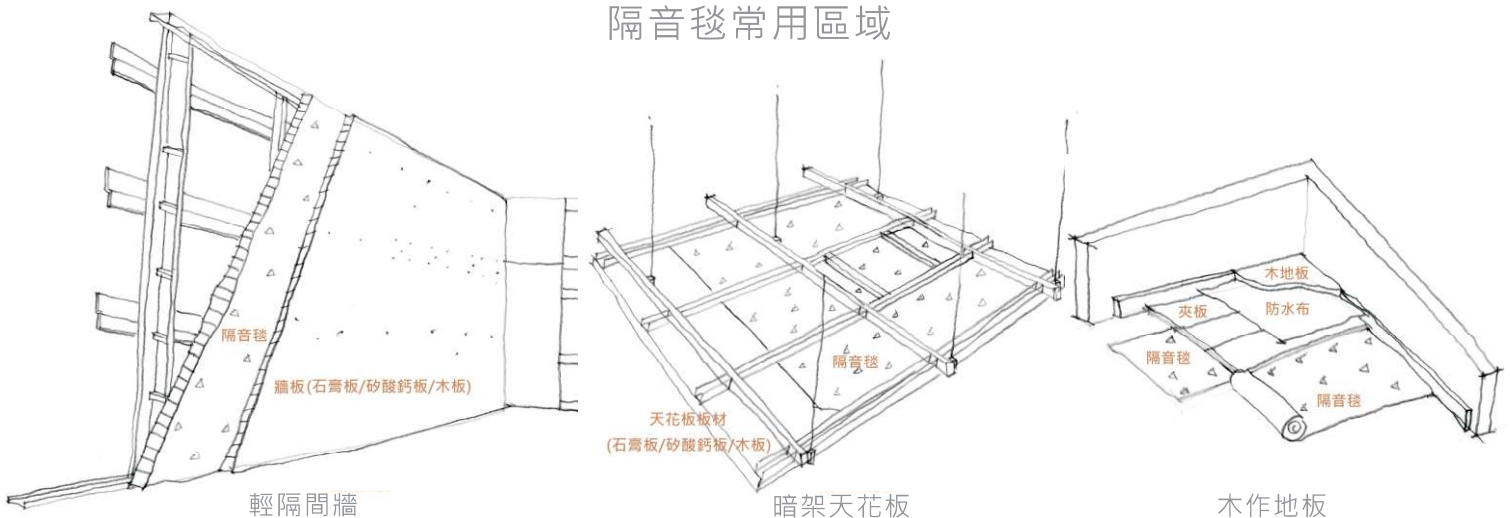 隔音毯常用區域
隔音毯
牆板(石膏板/矽酸鈣板/木板)
輕隔間牆
隔音毯
天花板板材
(石膏板/矽酸鈣板/木板)
暗架天花板
木地板
夾板
防水布
隔音毯
隔音毯
木作地板